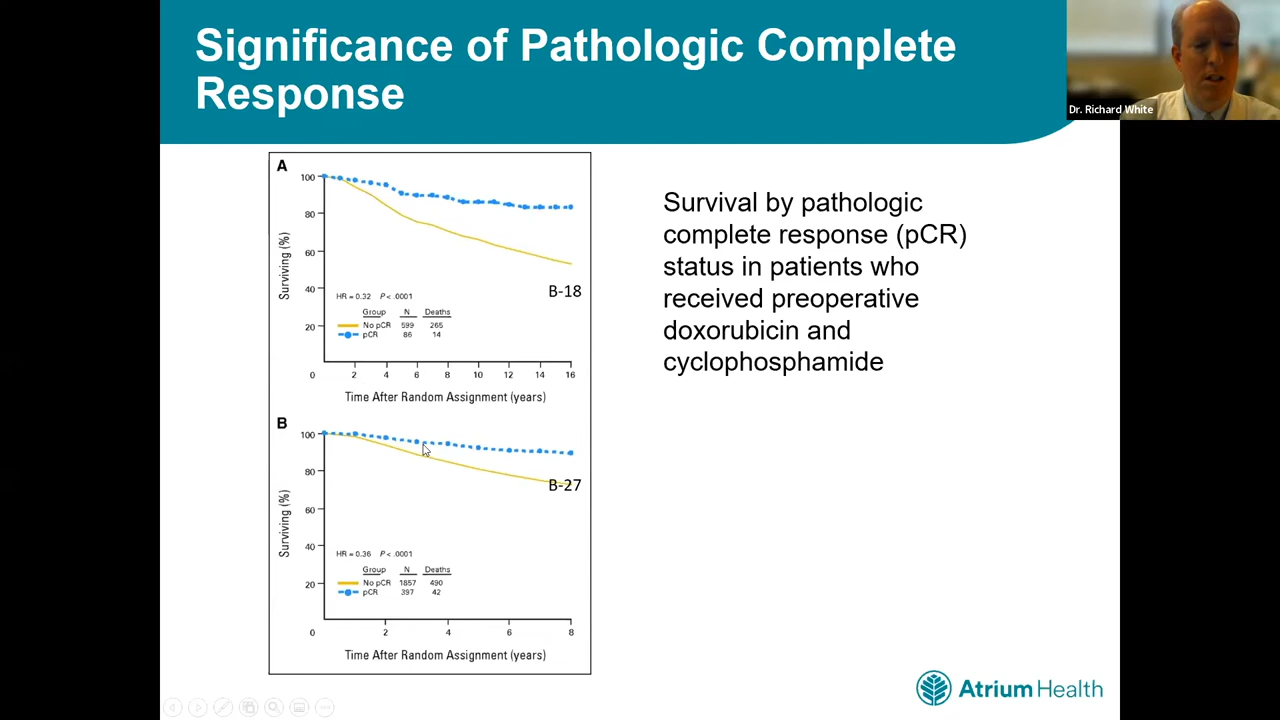 Significance of Pathologic Complete
Response
Dr. Richard White
A
100
80
60
40
20
0
Surviving (%)
HR = 0.32 P < .0001
Group N Deaths
No pCR 599 265
pCR 86 14
B-18
2 4 6 8 10 12 14 16
Time After Random Assignment (years)
B
100
80
60
40
20
0
Surviving (%)
B-27
HR = 0.36 P < .0001
Group N Deaths
No pCR 1857 490
pCR 397 42
2 4 6 8
Time After Random Assignment (years)
Survival by pathologic
complete response (pCR)
status in patients who
received preoperative
doxorubicin and
cyclophosphamide
Atrium Health